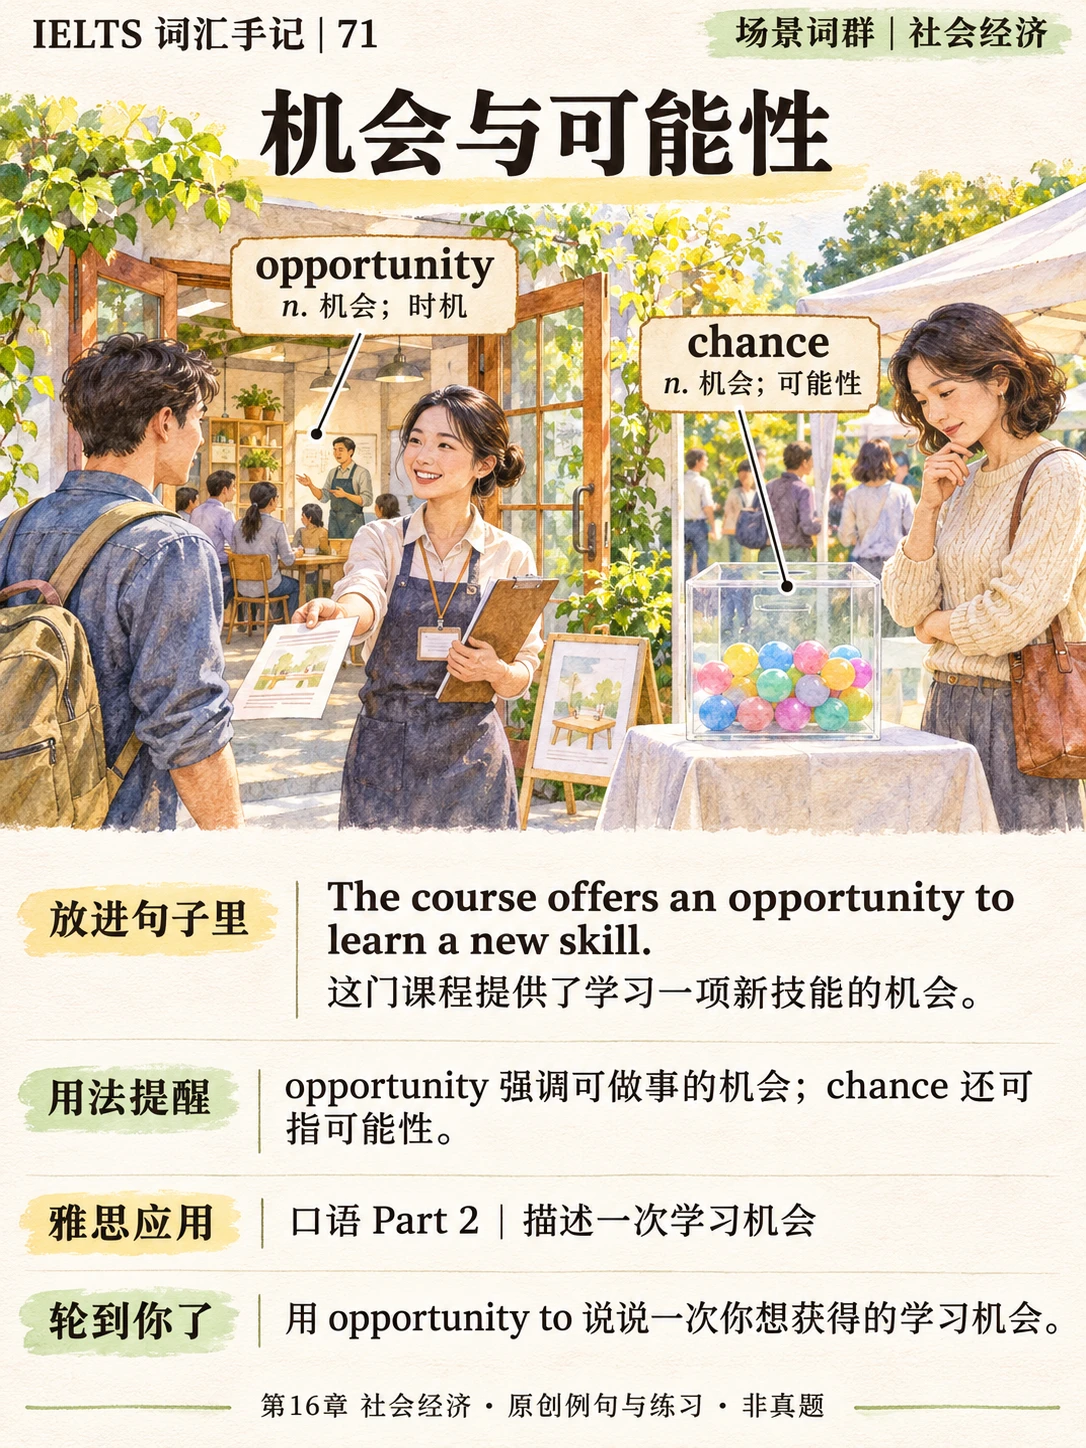 IELTS 词汇手记 | 71
场景词群 | 社会经济
机会与可能性
opportunity
n. 机会；时机
chance
n. 机会；可能性
放进句子里
The course offers an opportunity to
learn a new skill.
这门课程提供了学习一项新技能的机会。
用法提醒
opportunity 强调可做事的机会；chance 还可
指可能性。
雅思应用
口语 Part 2 | 描述一次学习机会
轮到你了
用 opportunity to 说说一次你想获得的学习机会。
第16章 社会经济 · 原创例句与练习 · 非真题